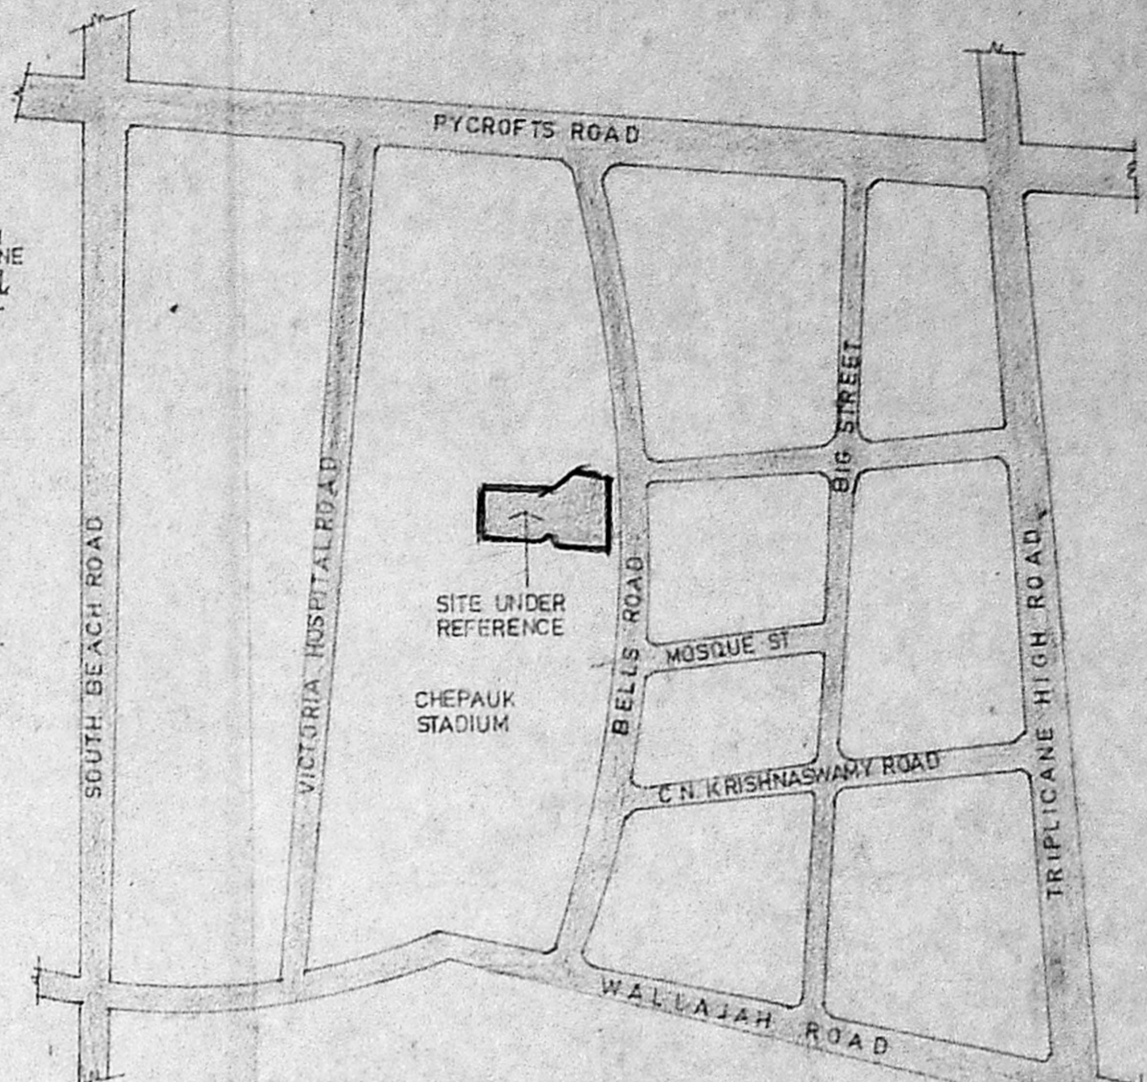 PYCROFTS ROAD
NE
BIG STREET
SOUTH BEACH ROAD
VICTORIA HOSPITAL ROAD
SITE UNDER
REFERENCE
BELLS ROAD
TRIPLICANE HIGH ROAD
MOSQUE ST
CHEPAUK
STADIUM
C N KRISHNASWAMY ROAD
WALLAJAH ROAD